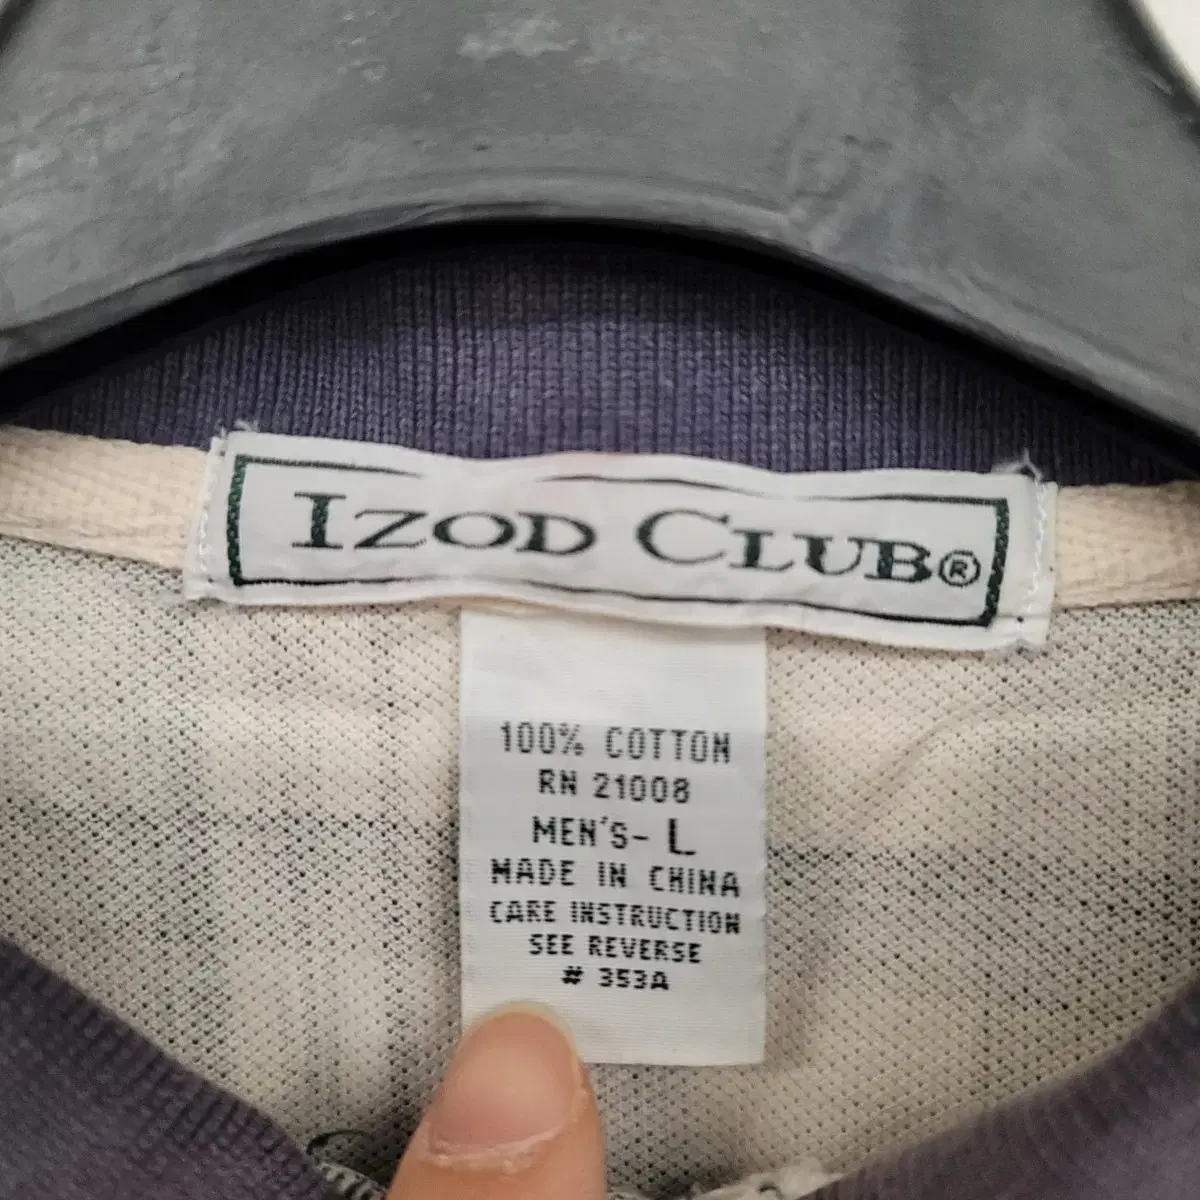 IZOD CLUB®
100% COTTON
RN 21008
MEN'S- L
MADE IN CHINA
CARE INSTRUCTION
SEE REVERSE
# 353A